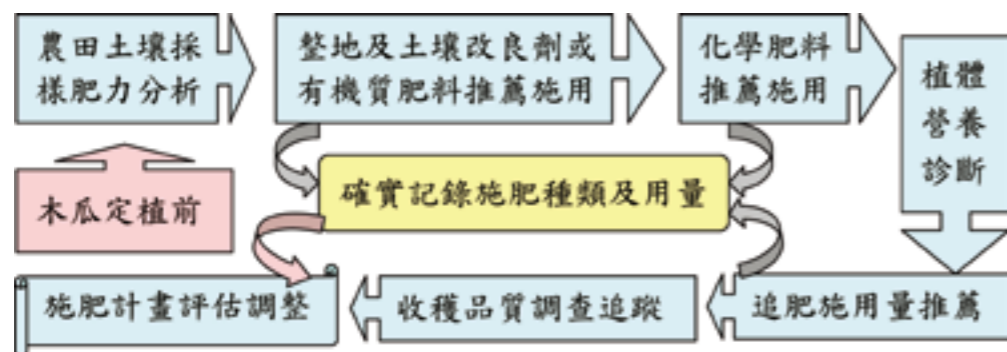 農田土壤採
樣肥力分析
整地及土壤改良劑或
有機質肥料推薦施用
化學肥料
推薦施用
植體
營養
診斷
木瓜定植前
確實記錄施肥種類及用量
施肥計畫評估調整
收穫品質調查追蹤
追肥施用量推薦